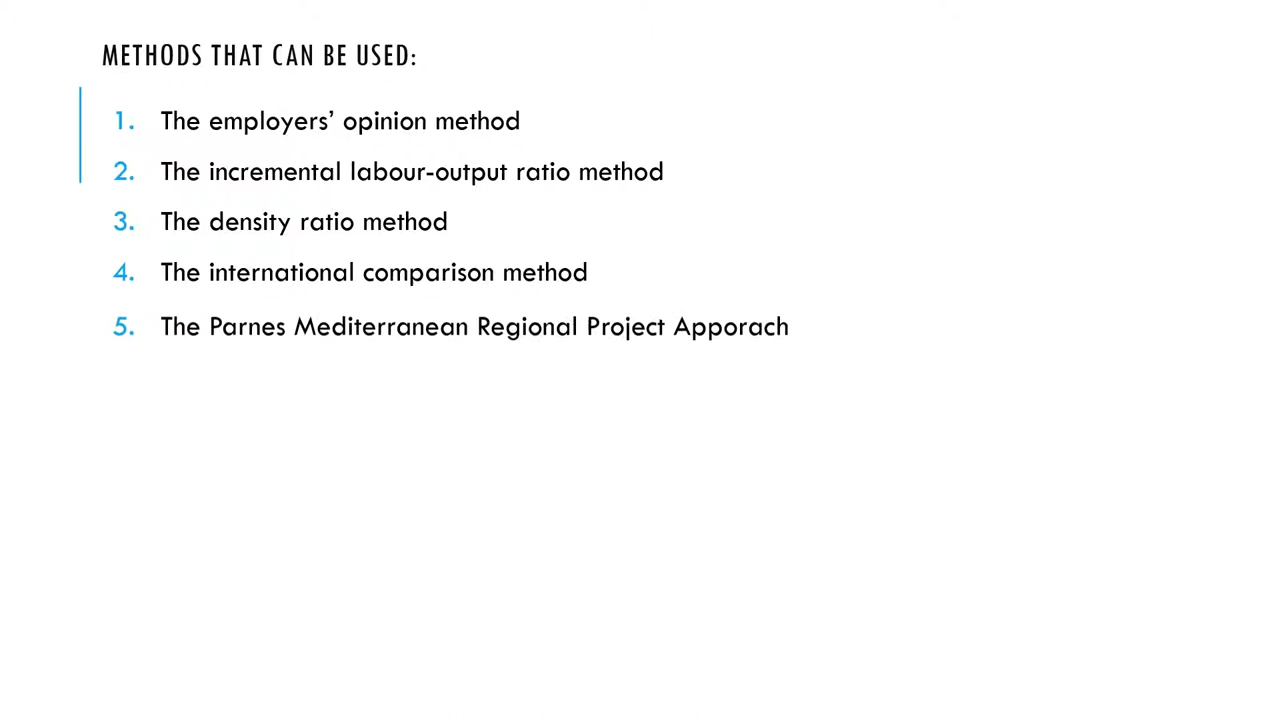 METHODS THAT CAN BE USED:
1. The employers’ opinion method
2. The incremental labour-output ratio method
3. The density ratio method
4. The international comparison method
5. The Parnes Mediterranean Regional Project Apporach